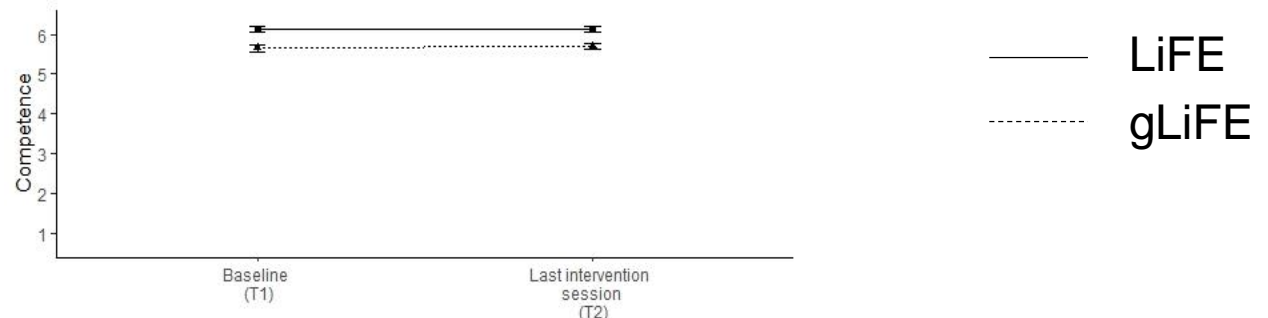 Competence
6
5
4
3
2
1
Baseline
(T1)
Last intervention
session
(T2)
LiFE
gLiFE